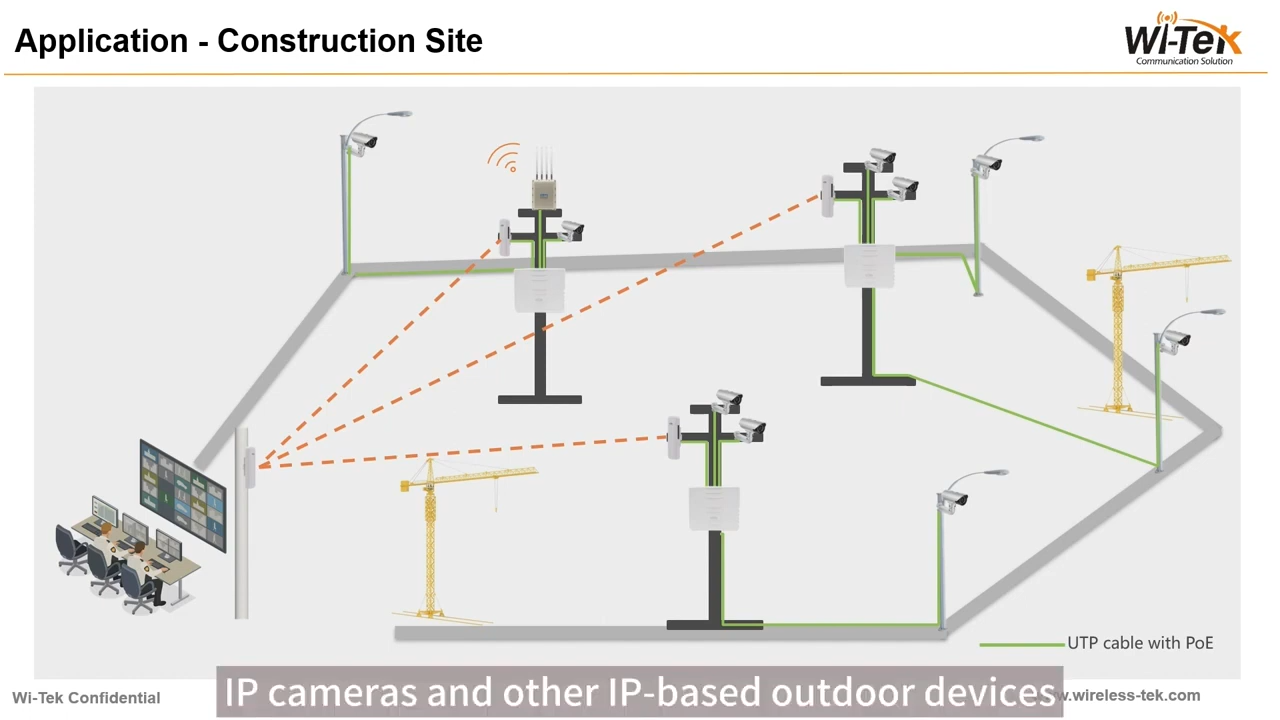 Application - Construction Site
Wi-Tek
Communication Solution
UTP cable with PoE
Wi-Tek Confidential
IP cameras and other IP-based outdoor devices
.wireless-tek.com